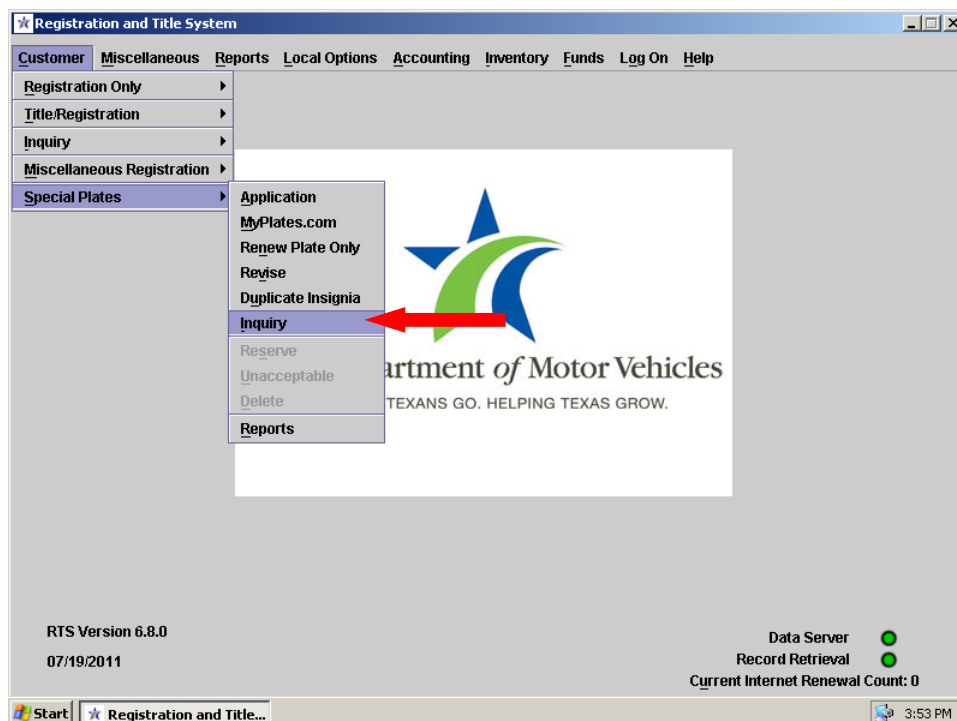 Registration and Title System
Customer Miscellaneous Reports Local Options Accounting Inventory Funds Log On Help
Registration Only
Title/Registration
Inquiry
Miscellaneous Registration
Special Plates
Application
MyPlates.com
Renew Plate Only
Revise
Duplicate Insignia
Inquiry
Reserve
Unacceptable
Delete
Reports
artment of Motor Vehicles
TEXANS GO. HELPING TEXAS GROW.
RTS Version 6.8.0
07/19/2011
Data Server
Record Retrieval
Current Internet Renewal Count: 0
Start Registration and Title... 3:53 PM